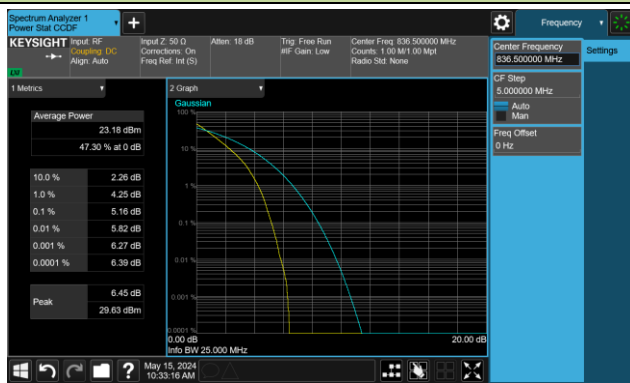 Spectrum Analyzer 1
Power Stat CCDF
Frequency
KEYSIGHT
Input: RF
Coupling: DC
Align: Auto
Input Z: 50 Ω
Corrections: On
Freq Ref: Int (S)
Atten: 18 dB
Trig: Free Run
#IF Gain: Low
Center Freq: 836.500000 MHz
Counts: 1.00 M/1.00 Mpt
Radio Std: None
Center Frequency
836.500000 MHz
Settings
CF Step
5.000000 MHz
Auto
Man
Freq Offset
0 Hz
1 Metrics
2 Graph
Gaussian
Average Power
23.18 dBm
47.30 % at 0 dB
10.0 % 2.26 dB
1.0 % 4.25 dB
0.1 % 5.16 dB
0.01 % 5.82 dB
0.001 % 6.27 dB
0.0001 % 6.39 dB
Peak
6.45 dB
29.63 dBm
100 %
10 %
1 %
0.1 %
0.01 %
0.001 %
0.0001 %
0.00 dB
20.00 dB
Info BW 25.000 MHz
?
May 15, 2024
10:33:16 AM